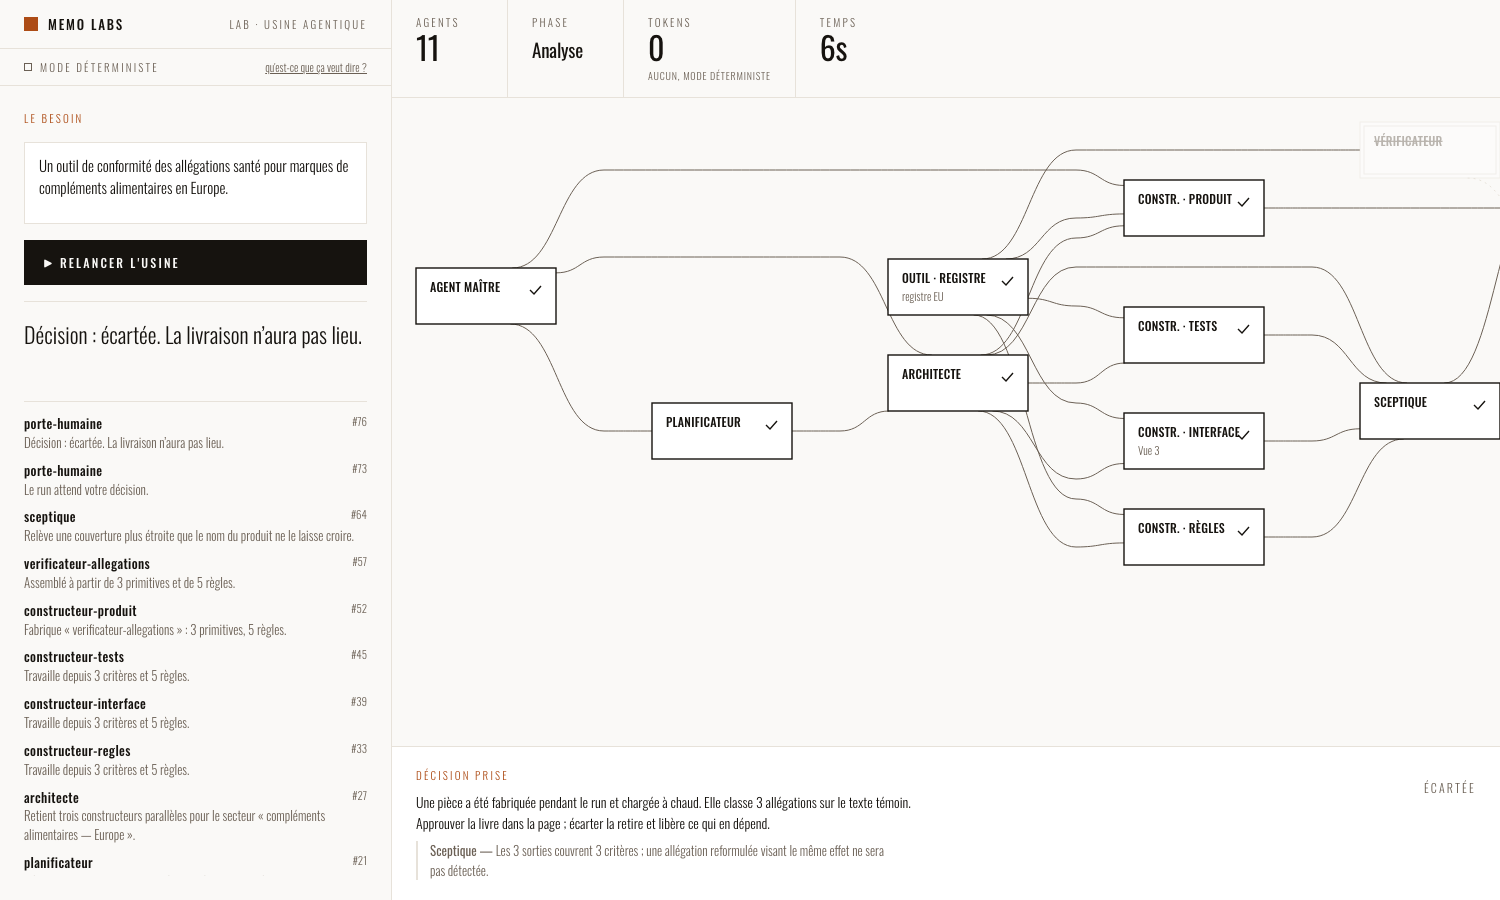 MEMO LABS
LAB · USINE AGENTIQUE
MODE DÉTERMINISTE
qu'est-ce que ça veut dire ?
LE BESOIN
Un outil de conformité des allégations santé pour marques de
compléments alimentaires en Europe.
▶ RELANCER L'USINE
Décision : écartée. La livraison n'aura pas lieu.
porte-humaine #76
Décision : écartée. La livraison n'aura pas lieu.
porte-humaine #73
Le run attend votre décision.
sceptique #64
Relève une couverture plus étroite que le nom du produit ne le laisse croire.
verificateur-allegations #57
Assemblé à partir de 3 primitives et de 5 règles.
constructeur-produit #52
Fabrique « verificateur-allegations » : 3 primitives, 5 règles.
constructeur-tests #45
Travaille depuis 3 critères et 5 règles.
constructeur-interface #39
Travaille depuis 3 critères et 5 règles.
constructeur-regles #33
Travaille depuis 3 critères et 5 règles.
architecte #27
Retient trois constructeurs parallèles pour le secteur « compléments
alimentaires — Europe ».
planificateur #21
AGENTS
11
PHASE
Analyse
TOKENS
0
AUCUN, MODE DÉTERMINISTE
TEMPS
6s
VÉRIFICATEUR
CONSTR. · PRODUIT
AGENT MAÎTRE
OUTIL · REGISTRE
registre EU
CONSTR. · TESTS
ARCHITECTE
SCEPTIQUE
PLANIFICATEUR
CONSTR. · INTERFACE
Vue 3
CONSTR. · RÈGLES
DÉCISION PRISE
Une pièce a été fabriquée pendant le run et chargée à chaud. Elle classe 3 allégations sur le texte témoin.
Approuver la livre dans la page ; écarter la retire et libère ce qui en dépend.
Sceptique — Les 3 sorties couvrent 3 critères ; une allégation reformulée visant le même effet ne sera
pas détectée.
ÉCARTÉE